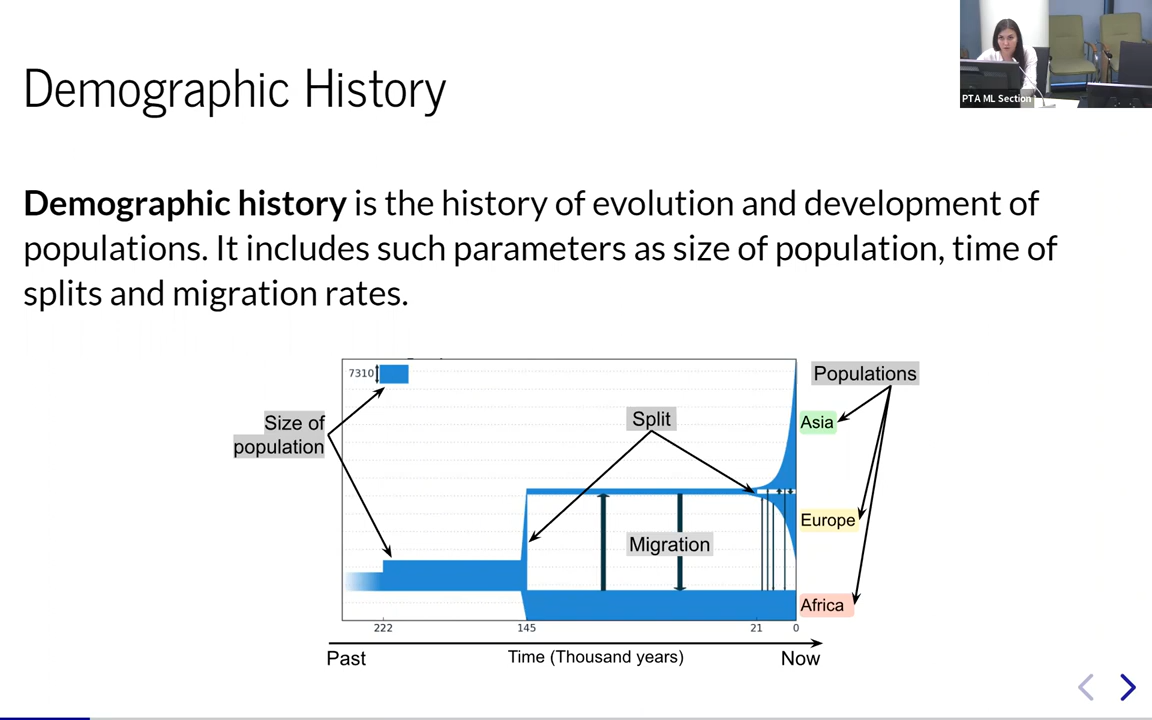 Demographic History
PTA ML Section
Demographic history is the history of evolution and development of
populations. It includes such parameters as size of population, time of
splits and migration rates.
7310
Populations
Size of
population
Split
Asia
Europe
Migration
Africa
222
145
21
0
Past
Time (Thousand years)
Now